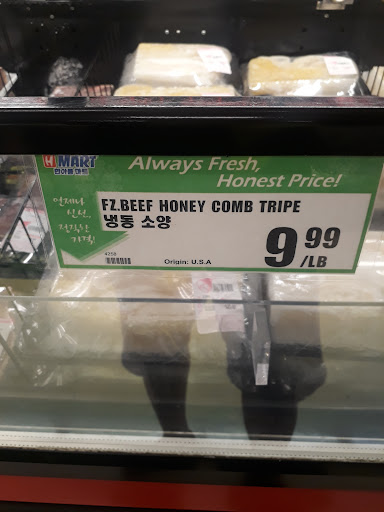 H MART
한아름 마트
Always Fresh,
Honest Price!
언제나
신선,
정직한
가격!
FZ.BEEF HONEY COMB TRIPE
냉동 소양
9.99
/LB
Origin: U.S.A